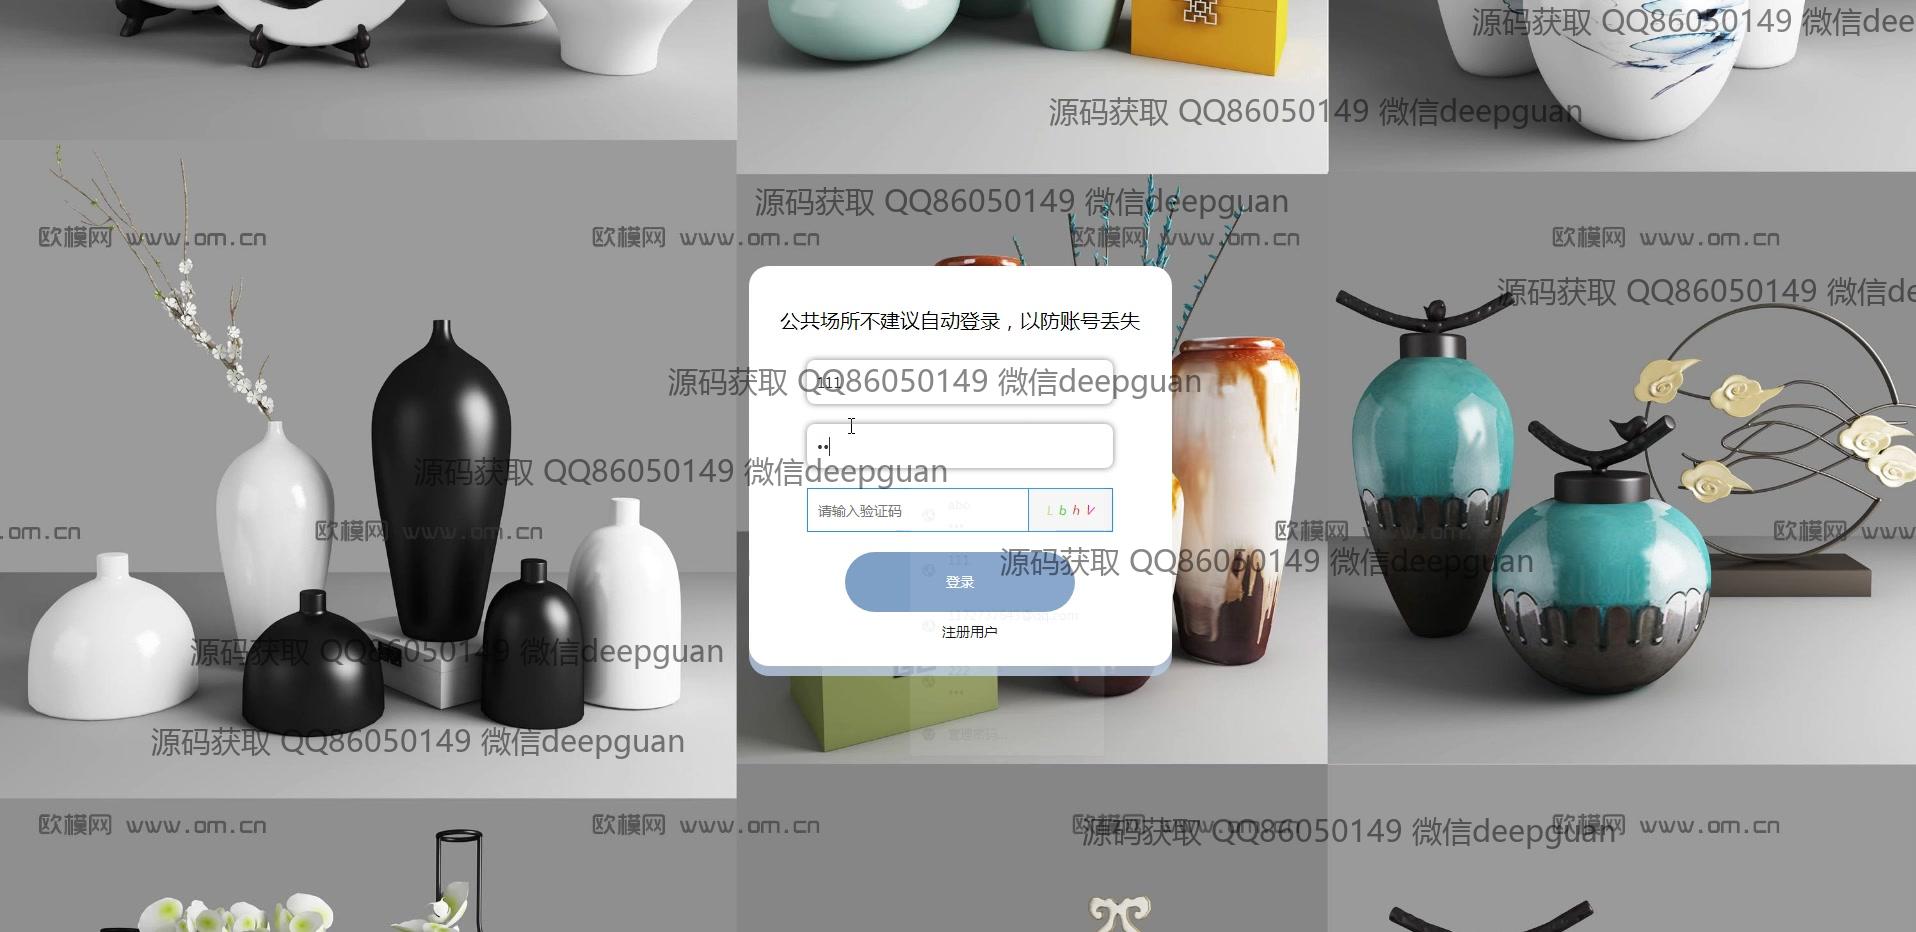 源码获取 QQ86050149 微信dee
源码获取 QQ86050149 微信deepguan
源码获取 QQ86050149 微信deepguan
欧模网 www.om.cn
欧模网 www.om.cn
欧模网 www.om.cn
欧模网 www.om.cn
源码获取 QQ86050149 微信de
公共场所不建议自动登录，以防账号丢失
111
源码获取 QQ86050149 微信deepguan
••
源码获取 QQ86050149 微信deepguan
请输入验证码
L b h V
abc
•••
.om.cn
欧模网 www.om.cn
欧模网 www.om.cn
欧模网 www
111
源码获取 QQ86050149 微信deepguan
登录
注册用户
源码获取 QQ86050149 微信deepguan
222
•••
管理密码...
源码获取 QQ86050149 微信deepguan
欧模网 www.om.cn
欧模网 www.om.cn
欧模网 www.om.cn
欧模网 www.om.cn
源码获取 QQ86050149 微信deepguan